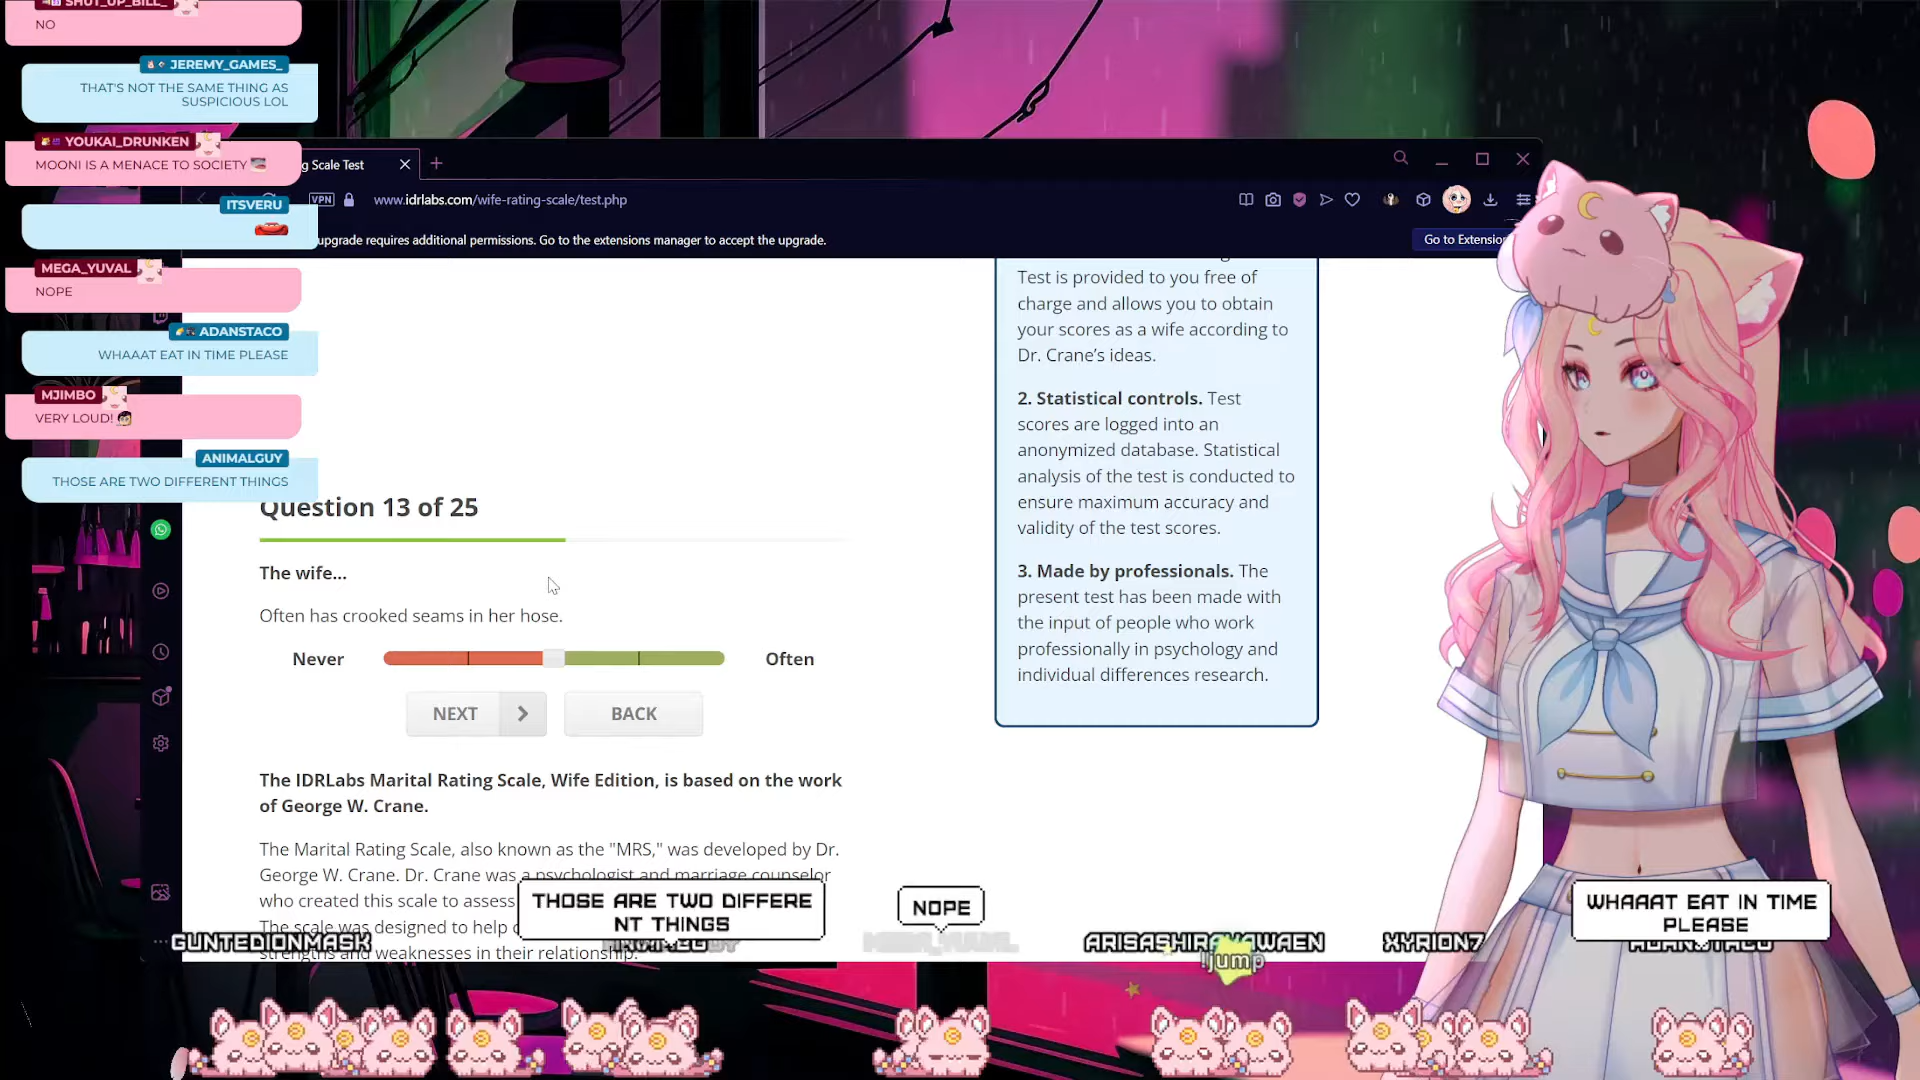 SHUT_UP_BILL_
NO
JEREMY_GAMES_
THAT'S NOT THE SAME THING AS
SUSPICIOUS LOL
YOUKAI_DRUNKEN
MOONI IS A MENACE TO SOCIETY
ITSVERU
MEGA_YUVAL
NOPE
ADANSTACO
WHAAAT EAT IN TIME PLEASE
MJIMBO
VERY LOUD!
ANIMALGUY
THOSE ARE TWO DIFFERENT THINGS
g Scale Test
VPN
www.idrlabs.com/wife-rating-scale/test.php
upgrade requires additional permissions. Go to the extensions manager to accept the upgrade.
Go to Extension
Question 13 of 25
The wife...
Often has crooked seams in her hose.
Never
Often
NEXT
BACK
The IDRLabs Marital Rating Scale, Wife Edition, is based on the work
of George W. Crane.
The Marital Rating Scale, also known as the "MRS," was developed by Dr.
George W. Crane. Dr. Crane was a psychologist and marriage counselor
who created this scale to assess
The scale was designed to help
strengths and weaknesses in their relationship.
Test is provided to you free of
charge and allows you to obtain
your scores as a wife according to
Dr. Crane's ideas.
2. Statistical controls. Test
scores are logged into an
anonymized database. Statistical
analysis of the test is conducted to
ensure maximum accuracy and
validity of the test scores.
3. Made by professionals. The
present test has been made with
the input of people who work
professionally in psychology and
individual differences research.
THOSE ARE TWO DIFFERE
NT THINGS
NOPE
WHAAAT EAT IN TIME
PLEASE
GUNTEDIONMASK
ARISASHIRAYAWAEN
!jump
XYRION7